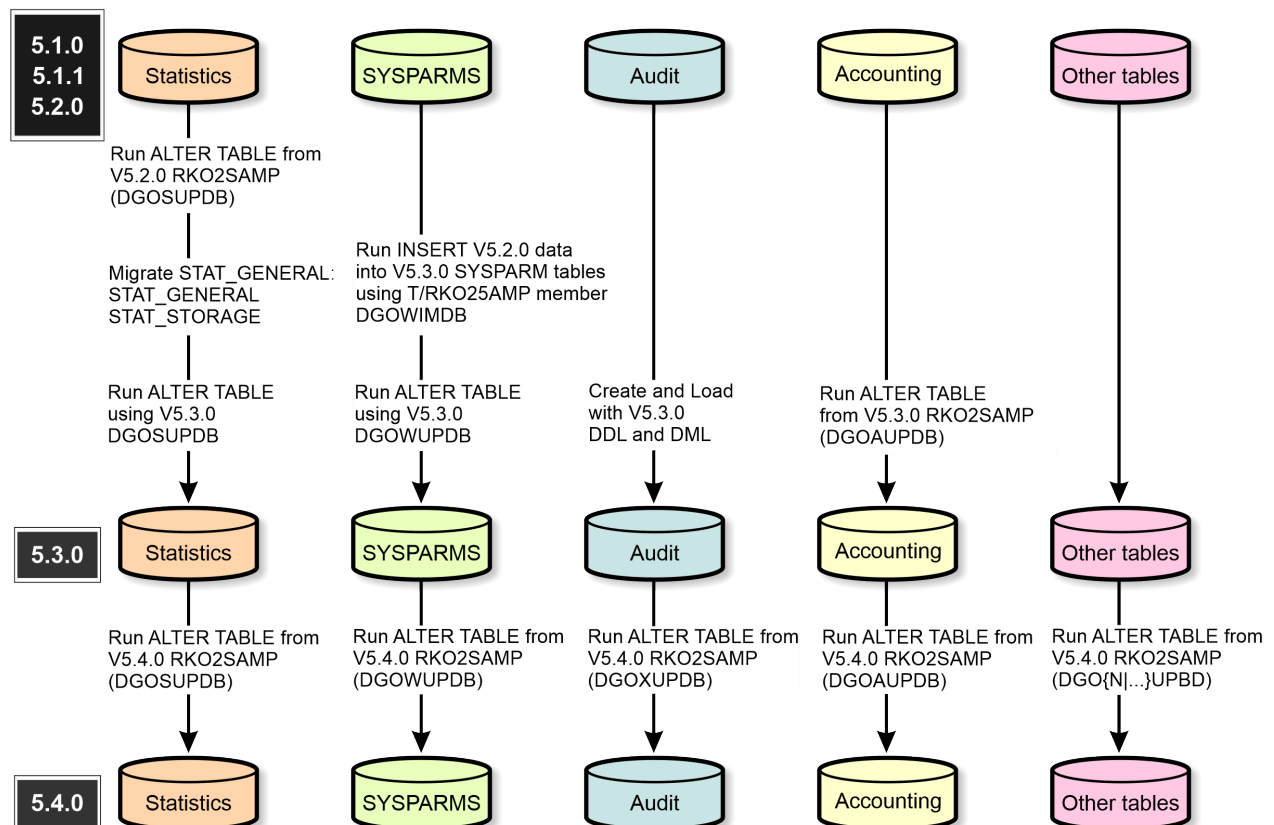 5.1.0
5.1.1
5.2.0
Statistics
SYSPARMS
Audit
Accounting
Other tables
Run ALTER TABLE from
V5.2.0 RKO2SAMP
(DGOSUPDB)
Migrate STAT_GENERAL:
STAT_GENERAL
STAT_STORAGE
Run INSERT V5.2.0 data
into V5.3.0 SYSPARM tables
using T/RKO25AMP member
DGOWIMDB
Run ALTER TABLE
using V5.3.0
DGOSUPDB
Run ALTER TABLE
using V5.3.0
DGOWUPDB
Create and Load
with V5.3.0
DDL and DML
Run ALTER TABLE
from V5.3.0 RKO2SAMP
(DGOAUPDB)
5.3.0
Statistics
SYSPARMS
Audit
Accounting
Other tables
Run ALTER TABLE from
V5.4.0 RKO2SAMP
(DGOSUPDB)
Run ALTER TABLE from
V5.4.0 RKO2SAMP
(DGOWUPDB)
Run ALTER TABLE from
V5.4.0 RKO2SAMP
(DGOXUPDB)
Run ALTER TABLE from
V5.4.0 RKO2SAMP
(DGOAUPDB)
Run ALTER TABLE from
V5.4.0 RKO2SAMP
(DGO{N|...}UPBD)
5.4.0
Statistics
SYSPARMS
Audit
Accounting
Other tables